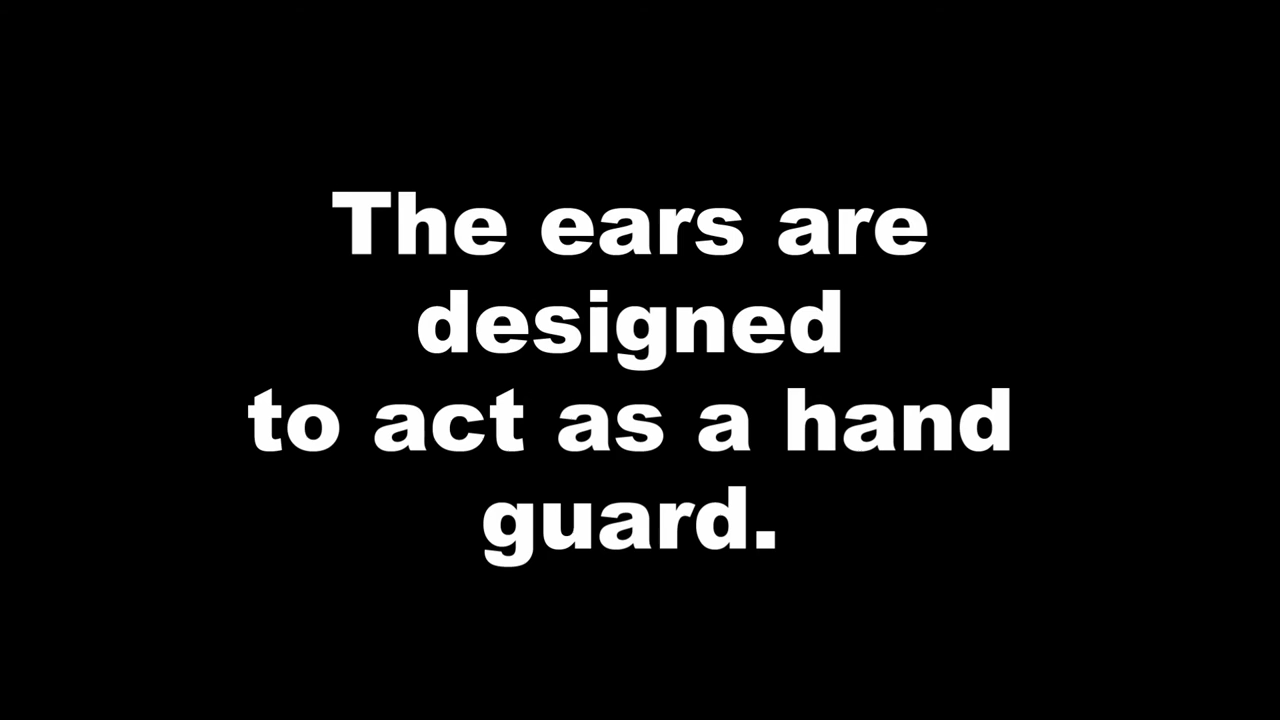 The ears are
designed
to act as a hand
guard.